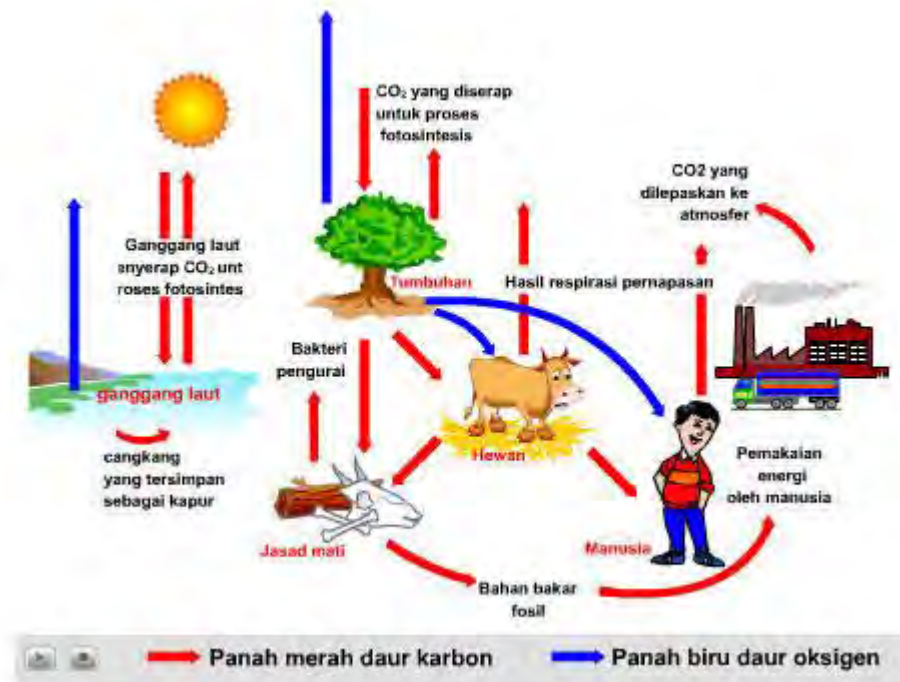 CO₂ yang diserap
untuk proses
fotosintesis
CO2 yang
dilepaskan ke
atmosfer
Ganggang laut
enyerap CO₂ unt
roses fotosintes
Tumbuhan
Hasil respirasi pernapasan
Bakteri
pengurai
ganggang laut
cangkang
yang tersimpan
sebagai kapur
Hewan
Pemakaian
energi
oleh manusia
Jasad mati
Manusia
Bahan bakar
fosil
Panah merah daur karbon
Panah biru daur oksigen